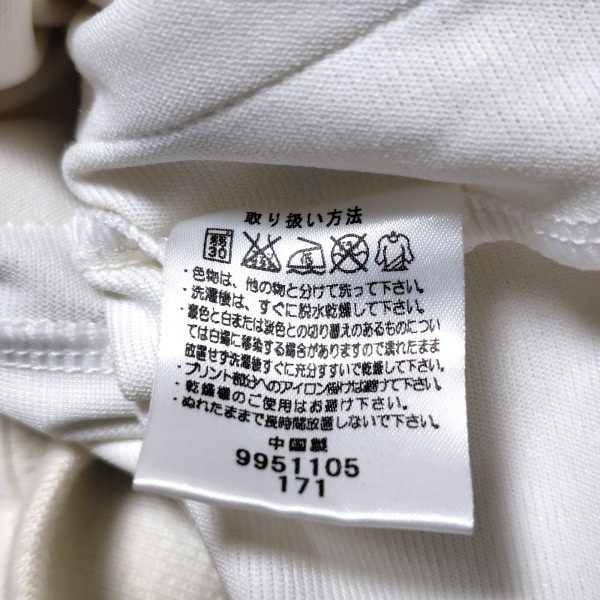 取り扱い方法
弱 30
・色物は、他の物と分けて洗って下さい。
・洗濯後は、すぐに脱水乾燥して下さい。
・濃色と白または淡色との切り替えのあるものについ
ては白場に移染する場合がありますので濡れたまま
放置せず洗濯後すぐに充分すすいで乾燥して下さい。
・プリント部分へのアイロン掛けは避けて下さい。
・乾燥機のご使用はお避け下さい。
・ぬれたままで長時間放置しないで下さい。
中国製
9951105
171